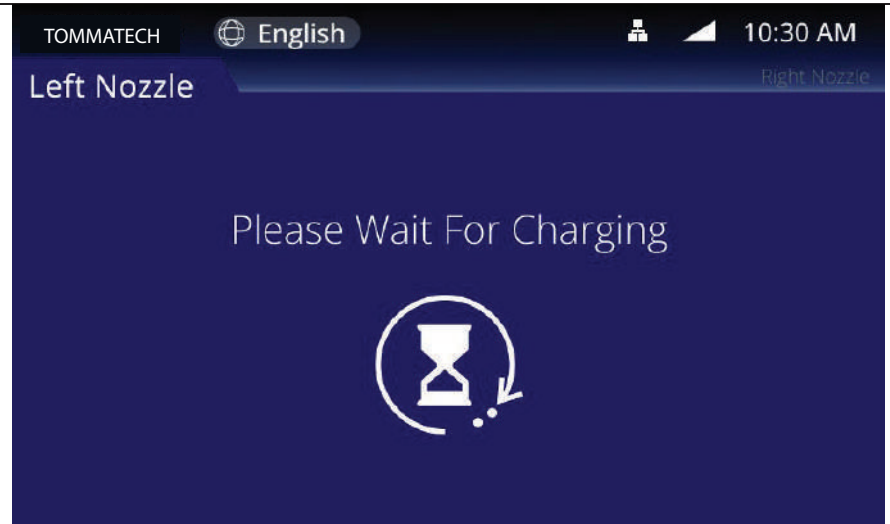 TOMMATECH English 10:30 AM
Left Nozzle Right Nozzle
Please Wait For Charging